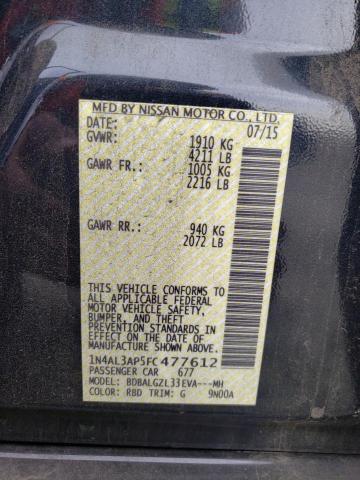 MFD BY NISSAN MOTOR CO., LTD.
DATE: 07/15
GVWR: 1910 KG
4211 LB
GAWR FR.: 1005 KG
2216 LB
GAWR RR.: 940 KG
2072 LB
THIS VEHICLE CONFORMS TO ALL
APPLICABLE FEDERAL MOTOR VEHICLE SAFETY,
BUMPER, AND THEFT
PREVENTION STANDARDS IN
EFFECT ON THE DATE OF
MANUFACTURE SHOWN ABOVE.
1N4AL3AP5FC477612
PASSENGER CAR 677
MODEL: BDBALGZL33EVA---MH
COLOR: RBD TRIM: G 9N00A